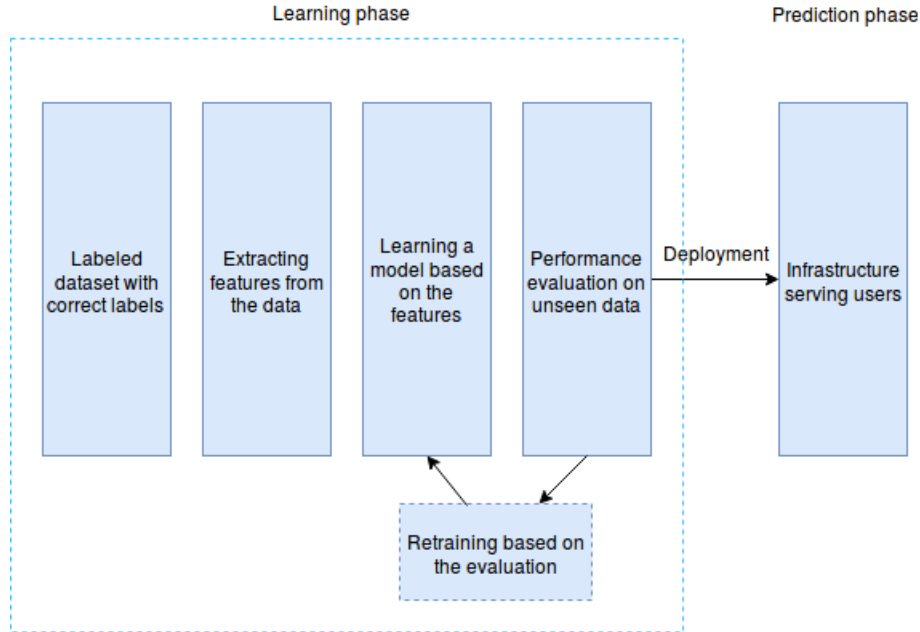 Learning phase
Prediction phase
Labeled
dataset with
correct labels
Extracting
features from
the data
Learning a
model based
on the
features
Performance
evaluation on
unseen data
Deployment
Infrastructure
serving users
Retraining based on
the evaluation